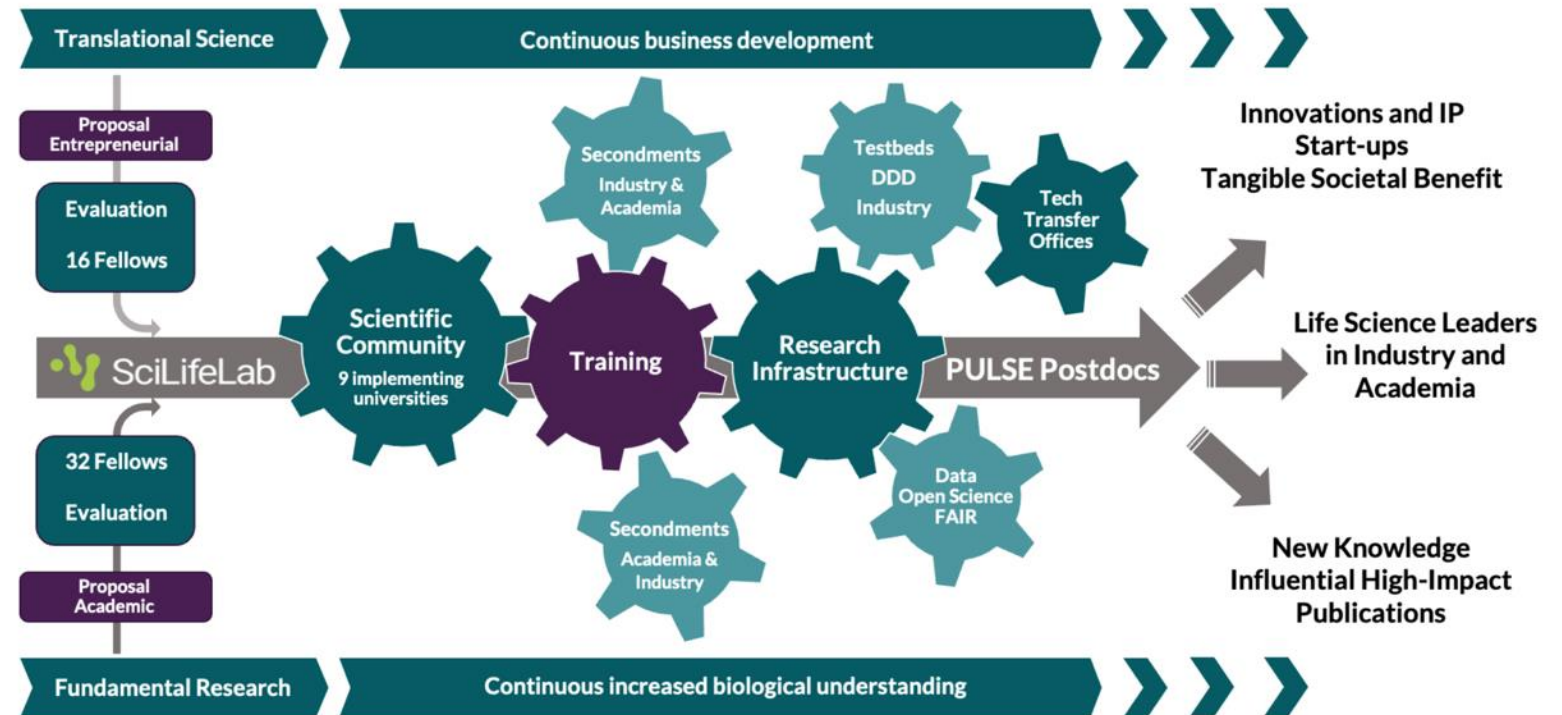 Translational Science
Continuous business development
Proposal
Entrepreneurial
Evaluation
16 Fellows
SciLifeLab
32 Fellows
Evaluation
Proposal
Academic
Scientific
Community
9 implementing
universities
Secondments
Industry &
Academia
Training
Secondments
Academia &
Industry
Testbeds
DDD
Industry
Tech
Transfer
Offices
Research
Infrastructure
Data
Open Science
FAIR
PULSE Postdocs
Innovations and IP
Start-ups
Tangible Societal Benefit
Life Science Leaders
in Industry and
Academia
New Knowledge
Influential High-Impact
Publications
Fundamental Research
Continuous increased biological understanding